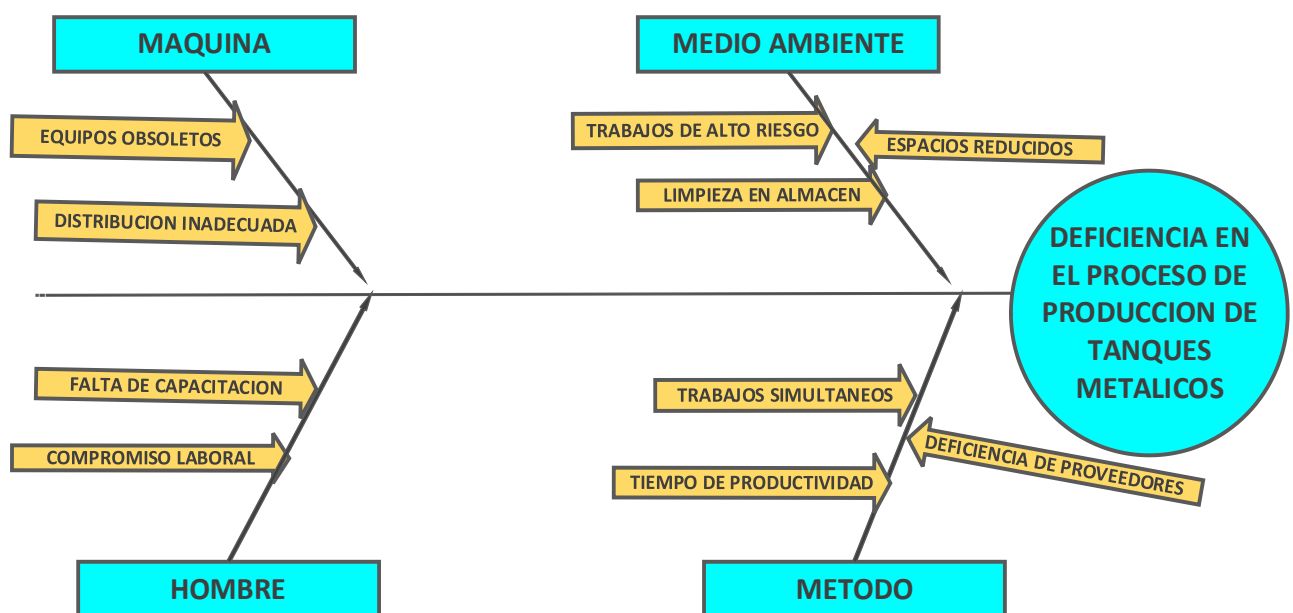 MAQUINA
MEDIO AMBIENTE
EQUIPOS OBSOLETOS
DISTRIBUCION INADECUADA
TRABAJOS DE ALTO RIESGO
ESPACIOS REDUCIDOS
LIMPIEZA EN ALMACEN
DEFICIENCIA EN
EL PROCESO DE
PRODUCCION DE
TANQUES
METALICOS
FALTA DE CAPACITACION
COMPROMISO LABORAL
TRABAJOS SIMULTANEOS
DEFICIENCIA DE PROVEEDORES
TIEMPO DE PRODUCTIVIDAD
HOMBRE
METODO